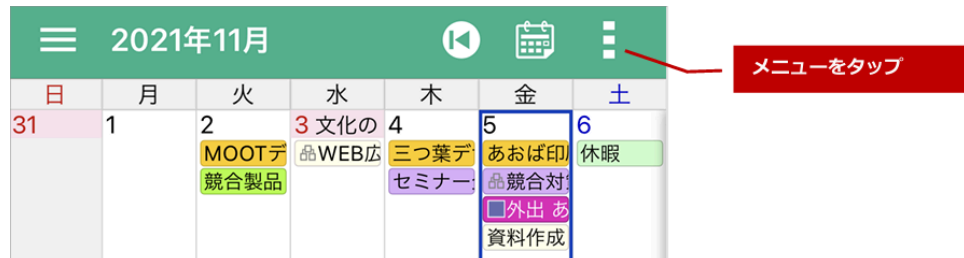 2021年11月
メニューをタップ
日 月 火 水 木 金 土
31 1 2 3 文化の 4 5 6
MOOTデ 品WEB広 三つ葉デ あおば印 休暇
競合製品 セミナー 品競合対
外出 あ
資料作成